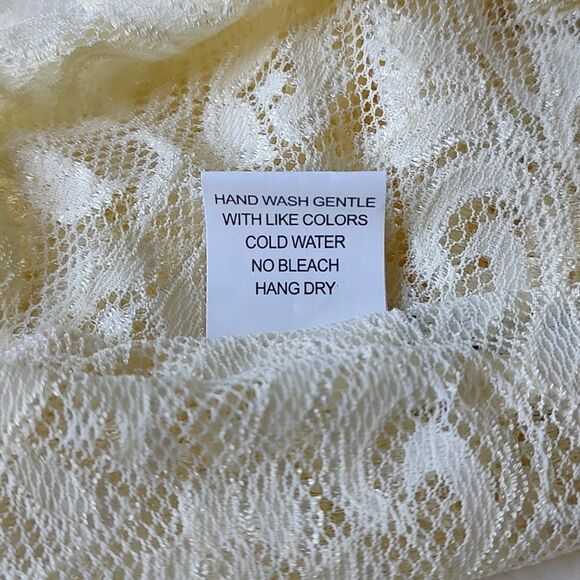 HAND WASH GENTLE
WITH LIKE COLORS
COLD WATER
NO BLEACH
HANG DRY